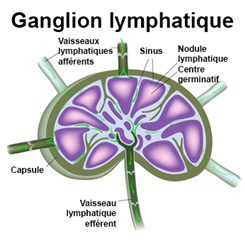 Ganglion lymphatique
Vaisseaux
lymphatiques
afférents
Sinus
Nodule
lymphatique
Centre
germinatif
Capsule
Vaisseau
lymphatique
efférent